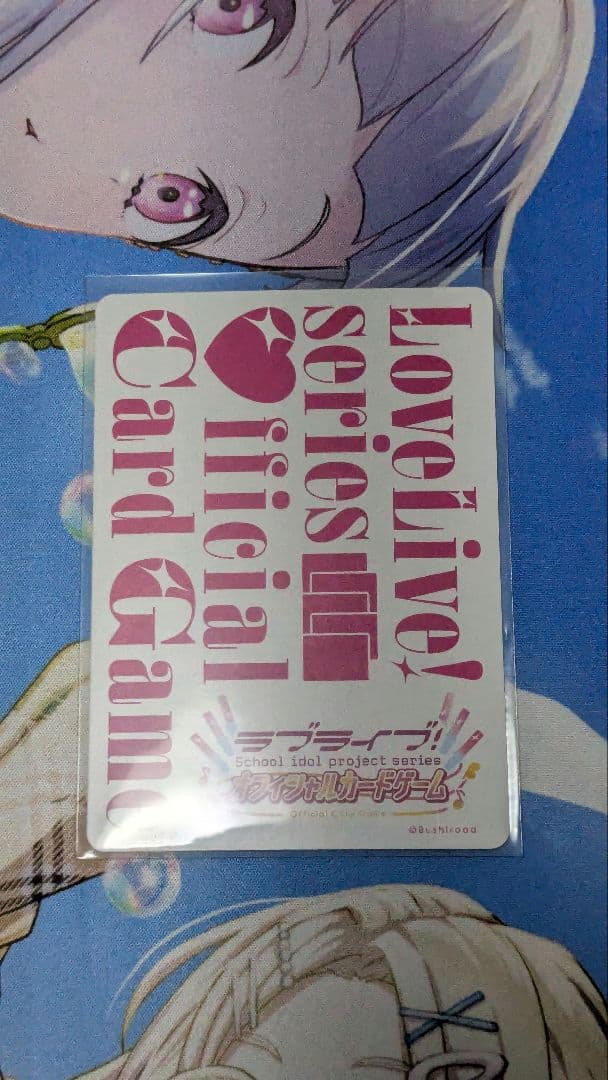 LoveLive!
series
♥fficial
Card Game
ラブライブ!
School idol project series
オフィシャルカードゲーム
Official Card Game
©Bushiroad